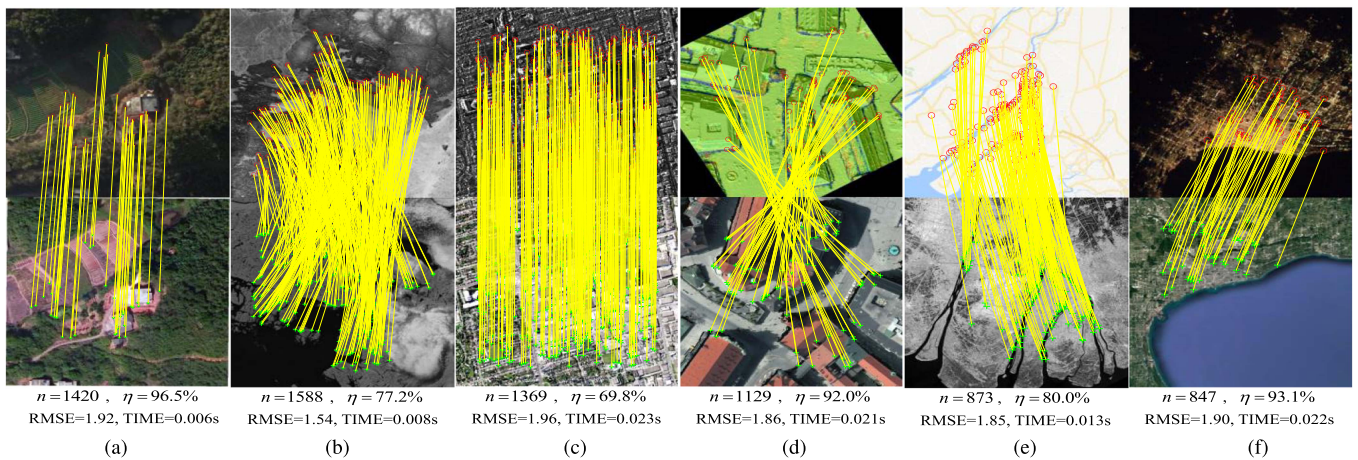 n=1420 , η=96.5%
RMSE=1.92, TIME=0.006s
(a)
n=1588 , η=77.2%
RMSE=1.54, TIME=0.008s
(b)
n=1369 , η=69.8%
RMSE=1.96, TIME=0.023s
(c)
n=1129 , η=92.0%
RMSE=1.86, TIME=0.021s
(d)
n=873 , η=80.0%
RMSE=1.85, TIME=0.013s
(e)
n=847 , η=93.1%
RMSE=1.90, TIME=0.022s
(f)